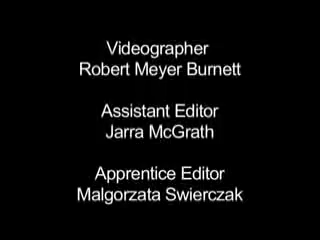 Videographer
Robert Meyer Burnett
Assistant Editor
Jarra McGrath
Apprentice Editor
Malgorzata Swierczak